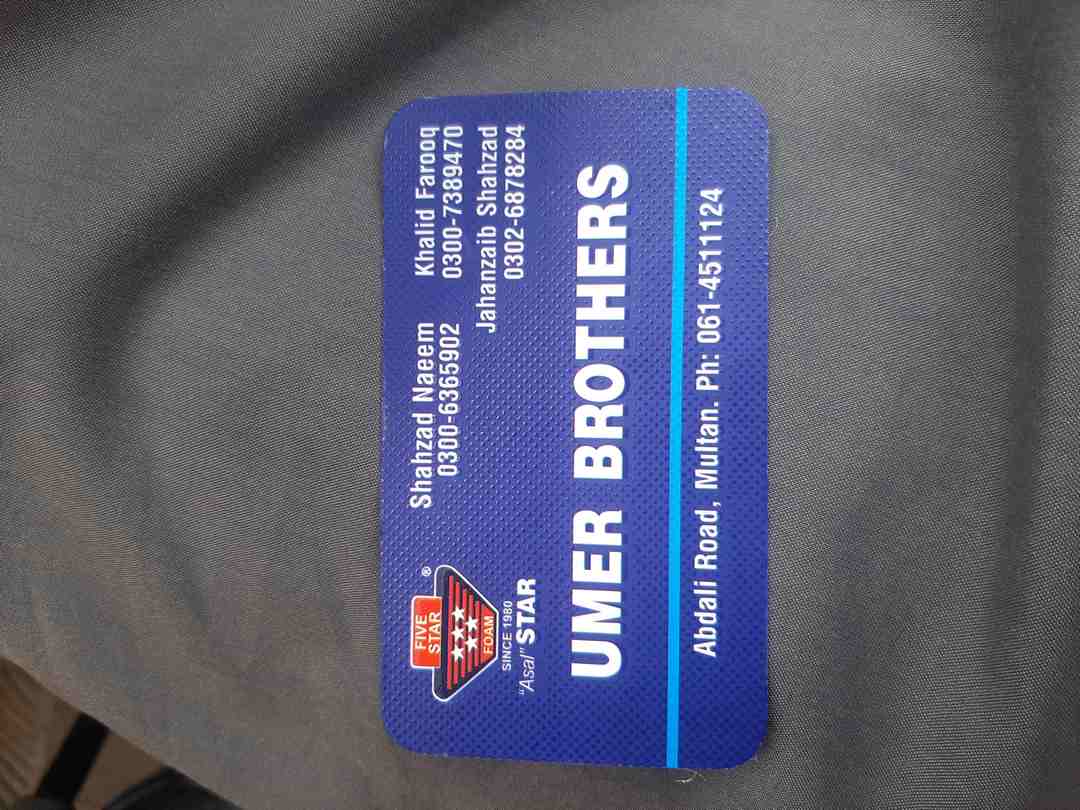 FIVE
STAR
FOAM
®
SINCE 1980
"Asal" STAR
Shahzad Naeem
0300-6365902
Khalid Farooq
0300-7389470
Jahanzaib Shahzad
0302-6878284
UMER BROTHERS
Abdali Road, Multan. Ph: 061-4511124